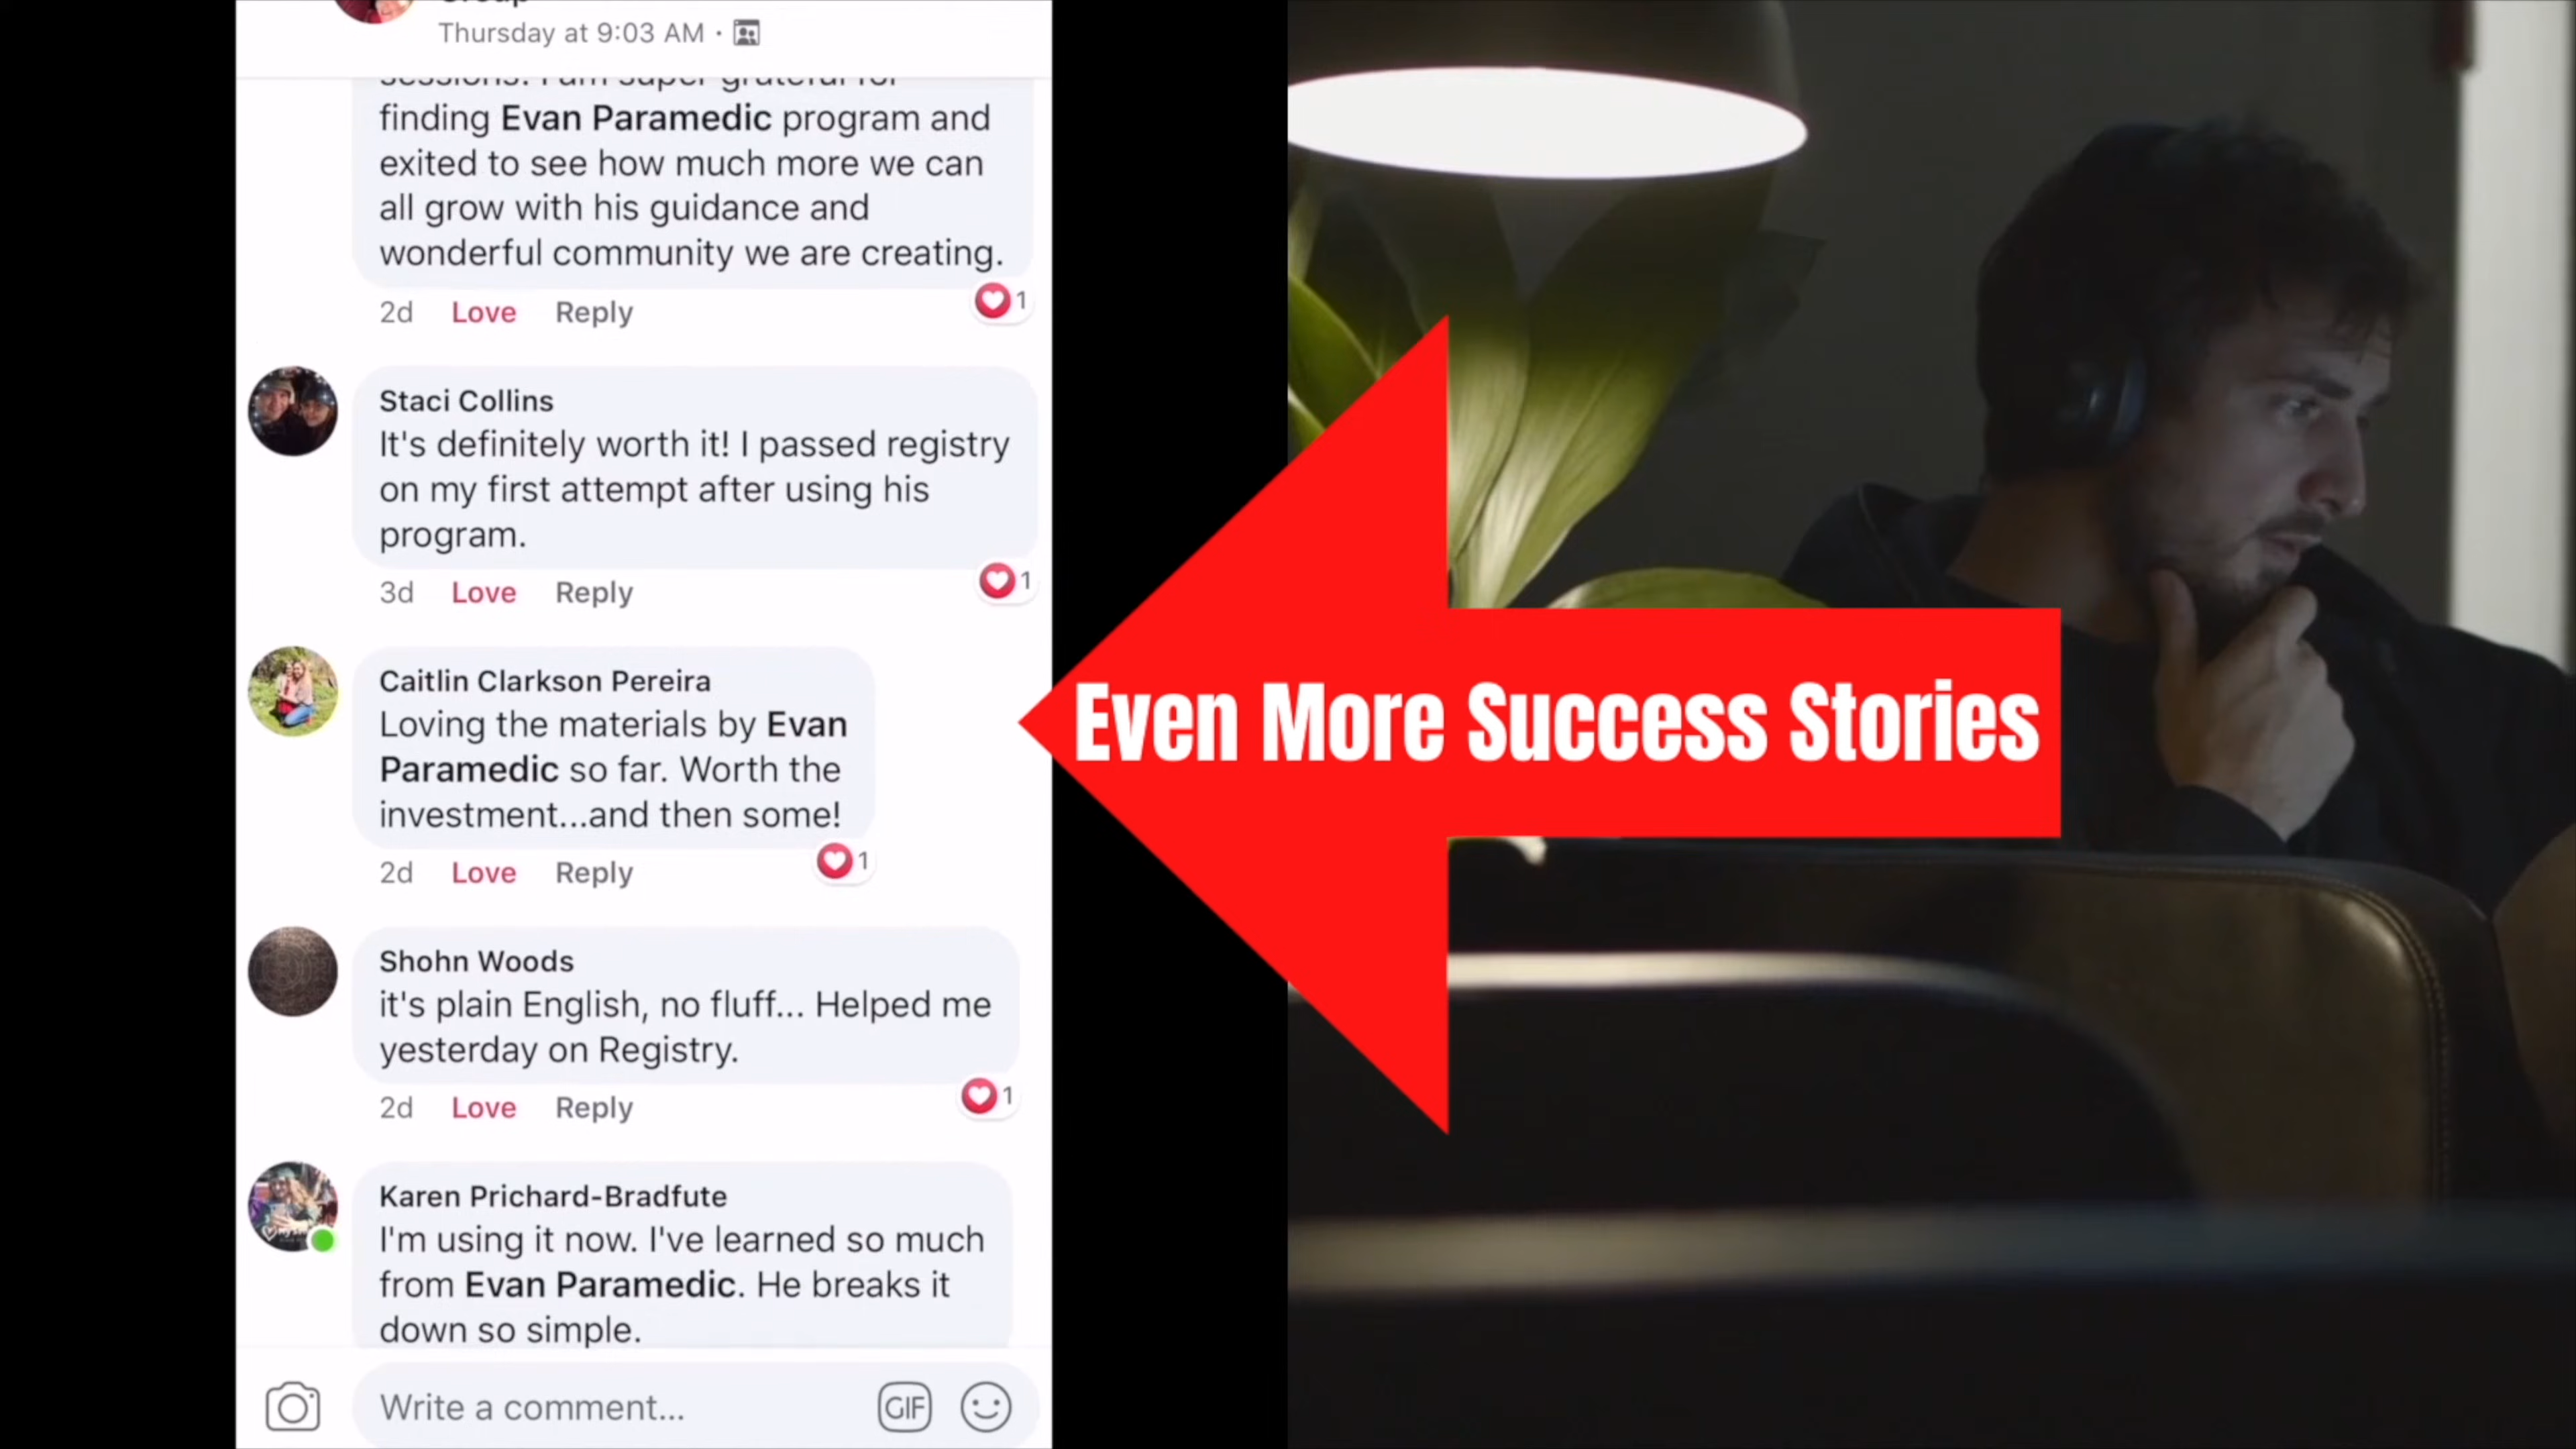 Group
Thursday at 9:03 AM ·
sessions. I am super grateful for
finding Evan Paramedic program and
exited to see how much more we can
all grow with his guidance and
wonderful community we are creating.
2d Love Reply 1
Staci Collins
It's definitely worth it! I passed registry
on my first attempt after using his
program.
3d Love Reply 1
Caitlin Clarkson Pereira
Loving the materials by Evan
Paramedic so far. Worth the
investment...and then some!
2d Love Reply 1
Shohn Woods
it's plain English, no fluff... Helped me
yesterday on Registry.
2d Love Reply 1
Karen Prichard-Bradfute
I'm using it now. I've learned so much
from Evan Paramedic. He breaks it
down so simple.
Write a comment...
GIF
Even More Success Stories